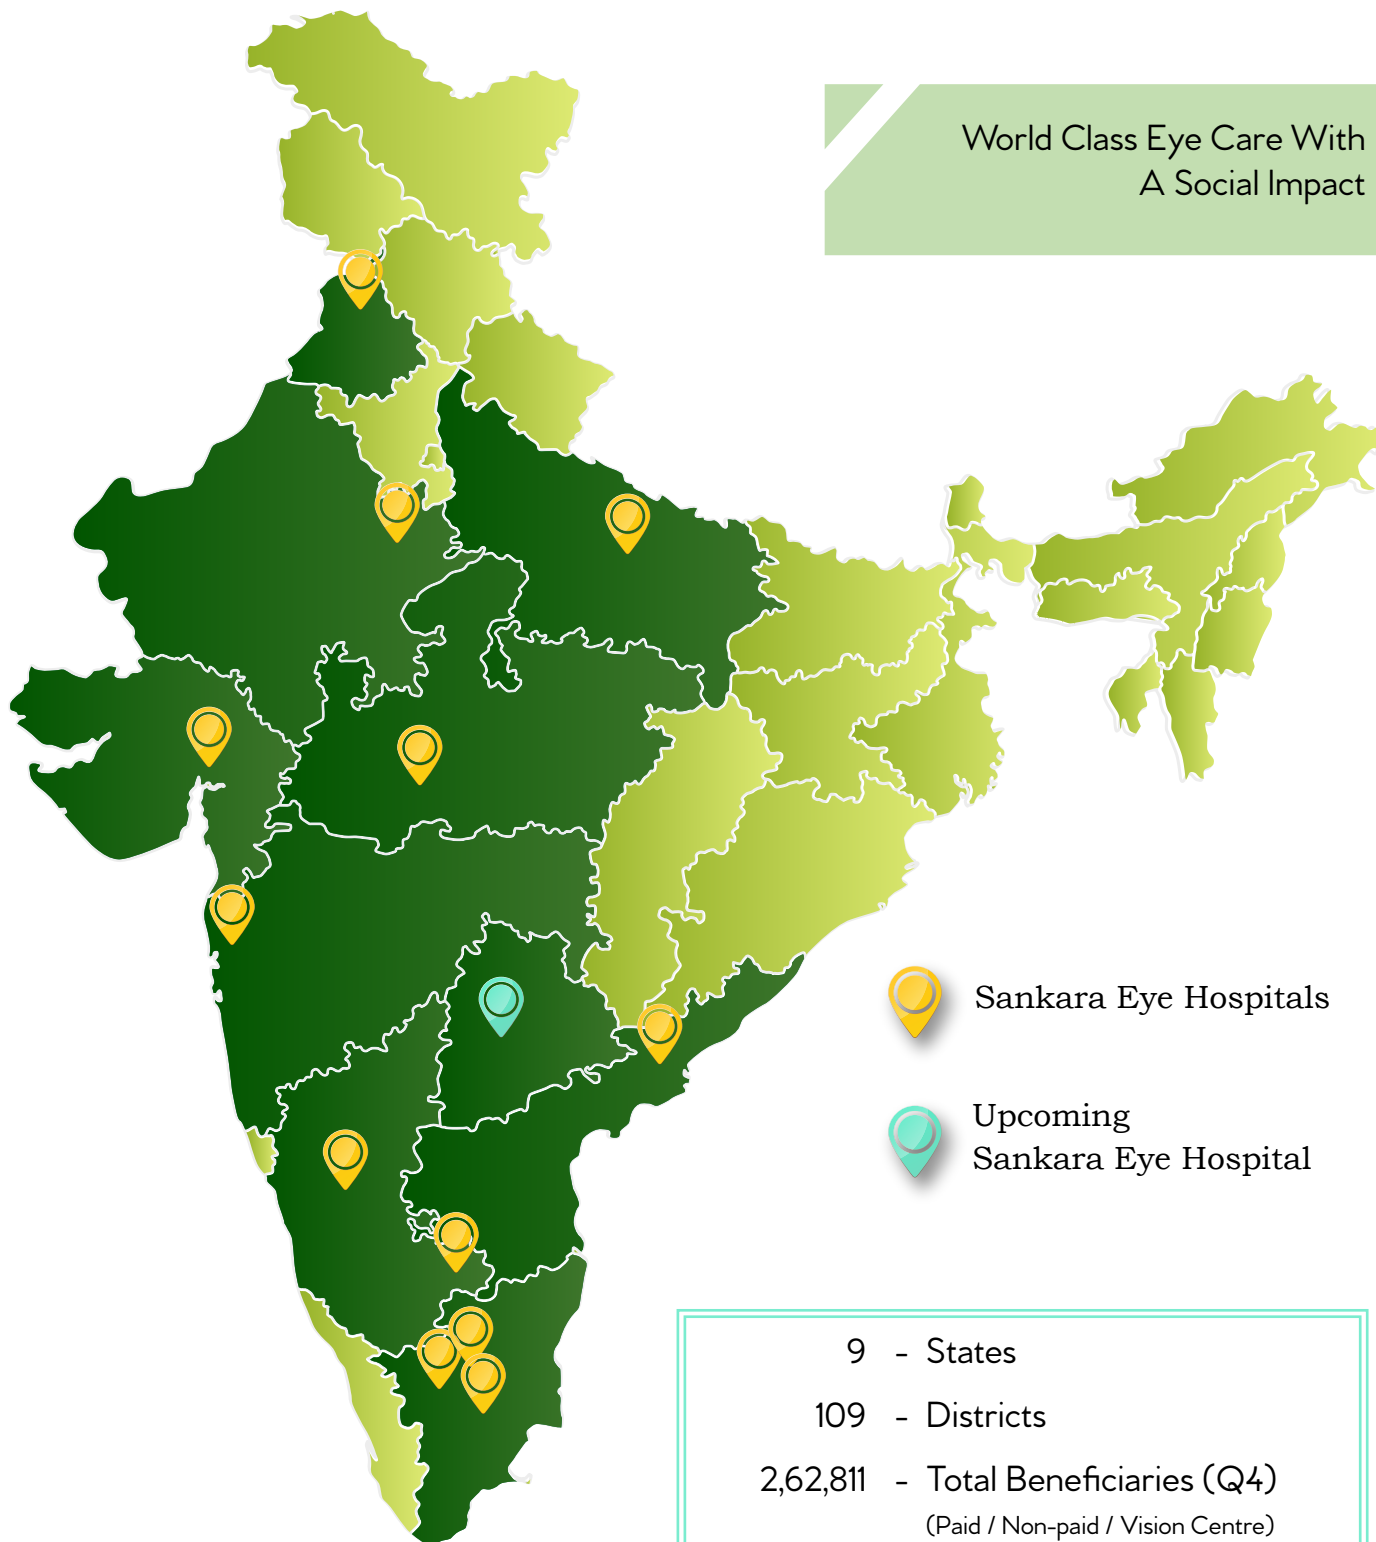 World Class Eye Care With
A Social Impact
Sankara Eye Hospitals
Upcoming
Sankara Eye Hospital
9 - States
109 - Districts
2,62,811 - Total Beneficiaries (Q4)
(Paid / Non-paid / Vision Centre)